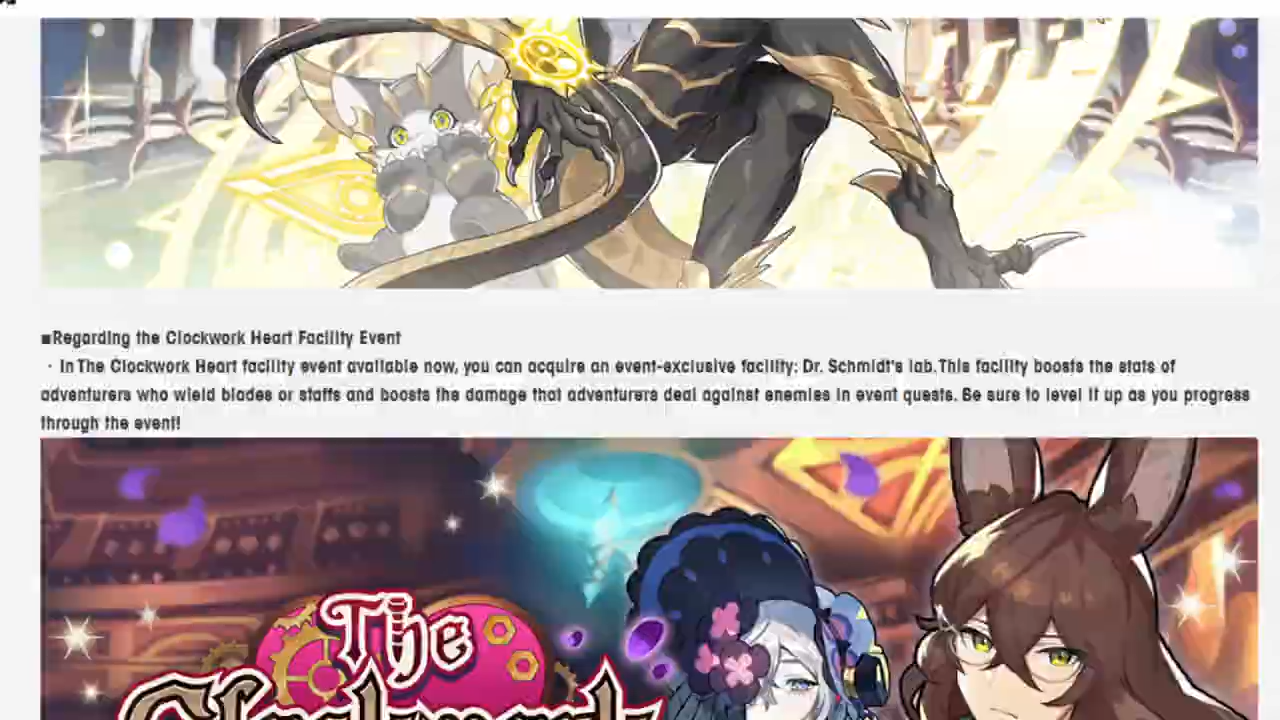 ■Regarding the Clockwork Heart Facility Event
・In The Clockwork Heart facility event available now, you can acquire an event-exclusive facility: Dr. Schmidt's lab. This facility boosts the stats of
adventurers who wield blades or staffs and boosts the damage that adventurers deal against enemies in event quests. Be sure to level it up as you progress
through the event!
The
Clockwork